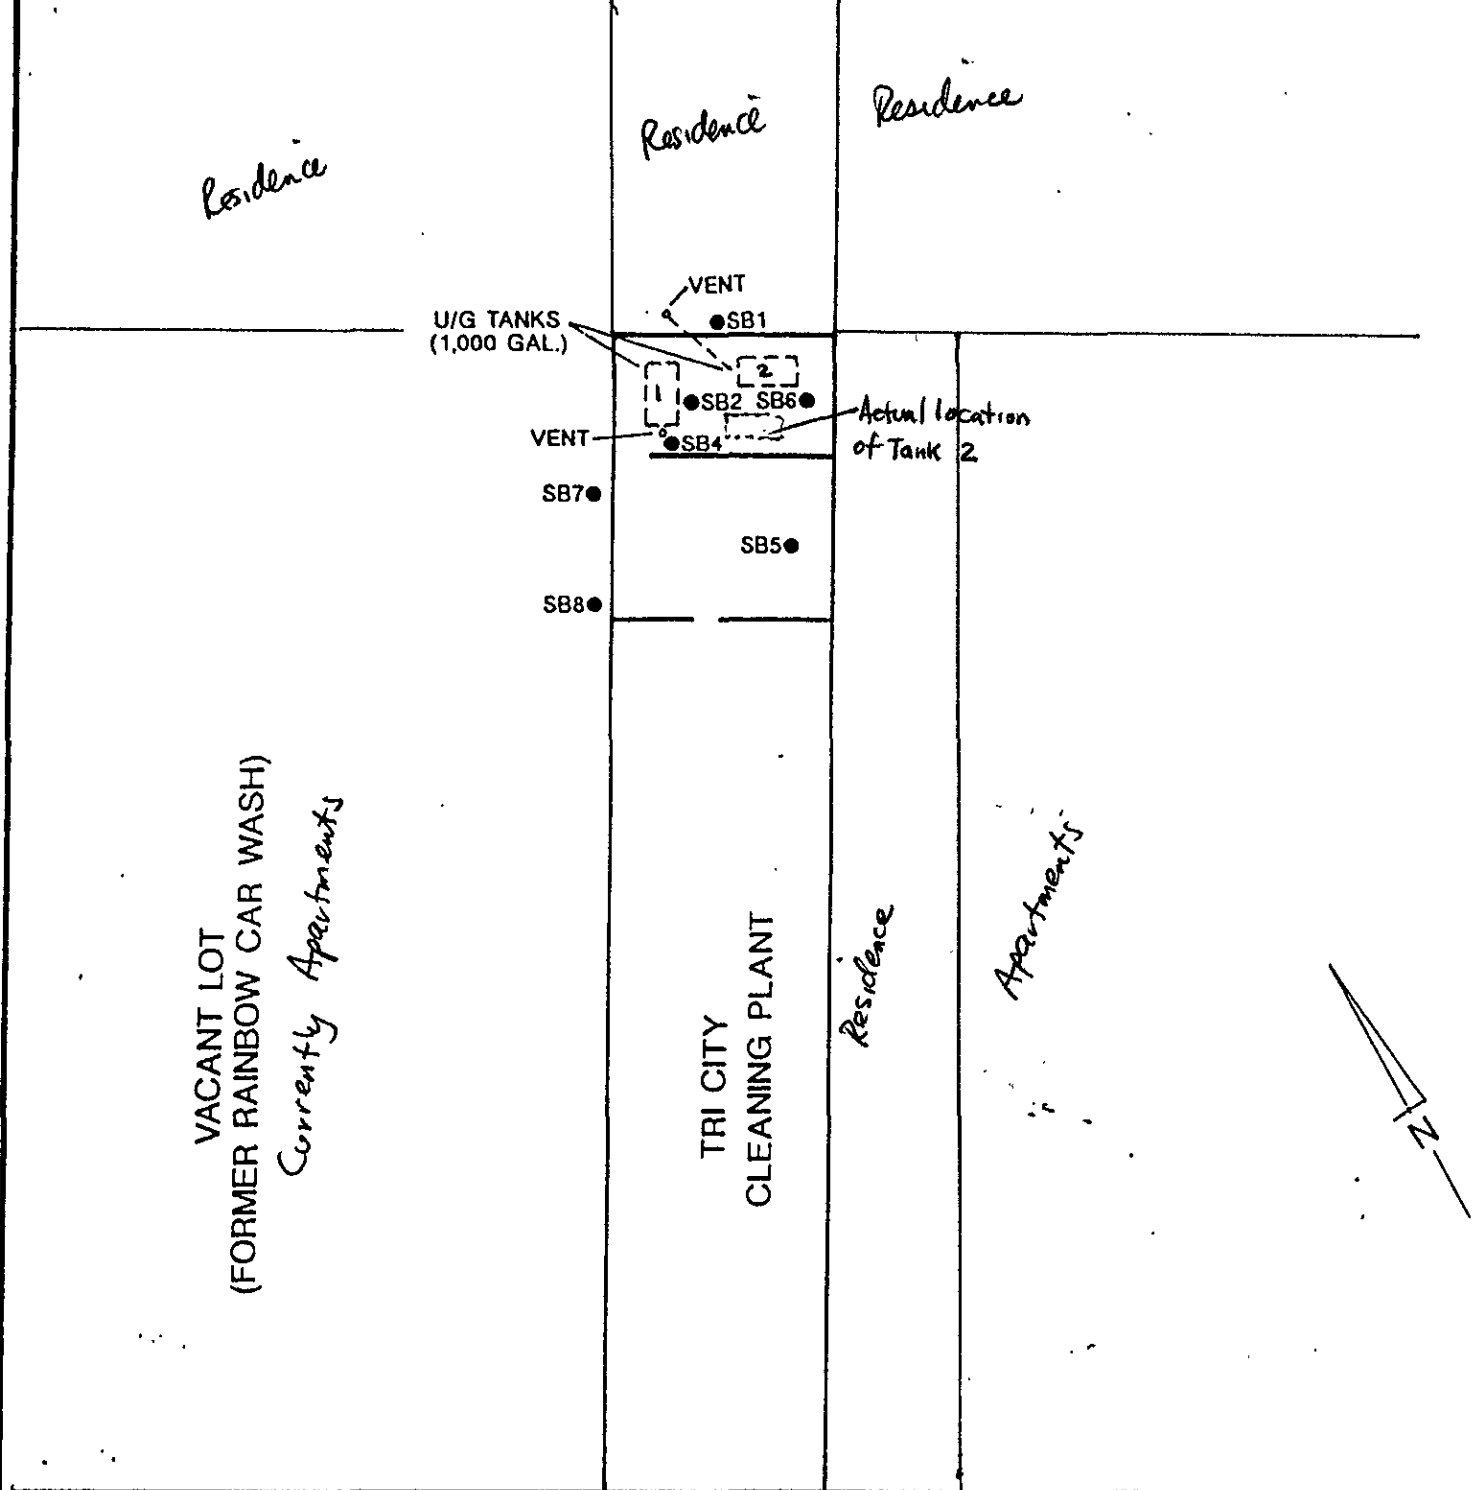 Residence
Residence
Residence
VENT
SB1
U/G TANKS
(1,000 GAL.)
1
2
SB2
SB6
Actual location
of Tank 2
VENT
SB4
SB7
SB5
SB8
VACANT LOT
(FORMER RAINBOW CAR WASH)
Currently Apartments
TRI CITY
CLEANING PLANT
Residence
Apartments
N